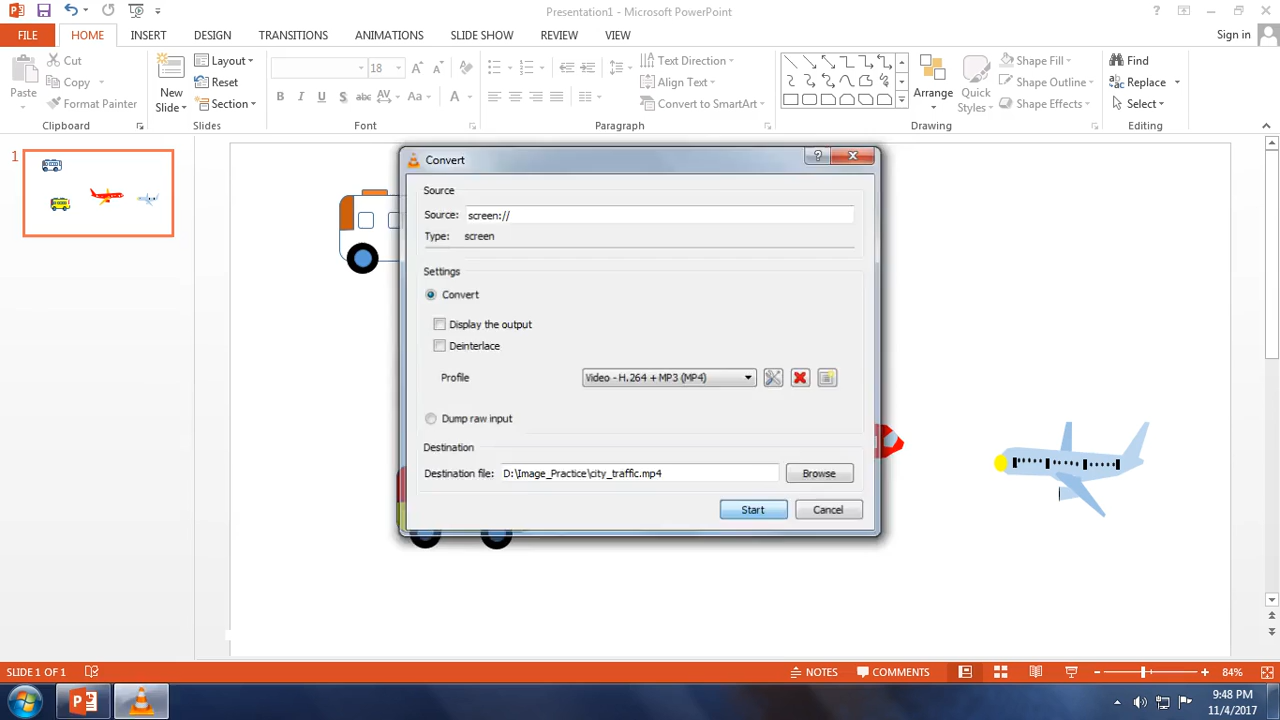 Presentation1 - Microsoft PowerPoint
FILE HOME INSERT DESIGN TRANSITIONS ANIMATIONS SLIDE SHOW REVIEW VIEW Sign in
Paste
Cut
Copy
Format Painter
Clipboard
New Slide
Layout
Reset
Section
Slides
18
B I U S abc AV Aa A
Font
Text Direction
Align Text
Convert to SmartArt
Paragraph
Arrange
Quick Styles
Shape Fill
Shape Outline
Shape Effects
Drawing
Find
Replace
Select
Editing
1
Convert
Source
Source: screen://
Type: screen
Settings
Convert
Display the output
Deinterlace
Profile Video - H.264 + MP3 (MP4)
Dump raw input
Destination
Destination file: D:\Image_Practice\city_traffic.mp4 Browse
Start Cancel
SLIDE 1 OF 1 NOTES COMMENTS 84%
9:48 PM
11/4/2017